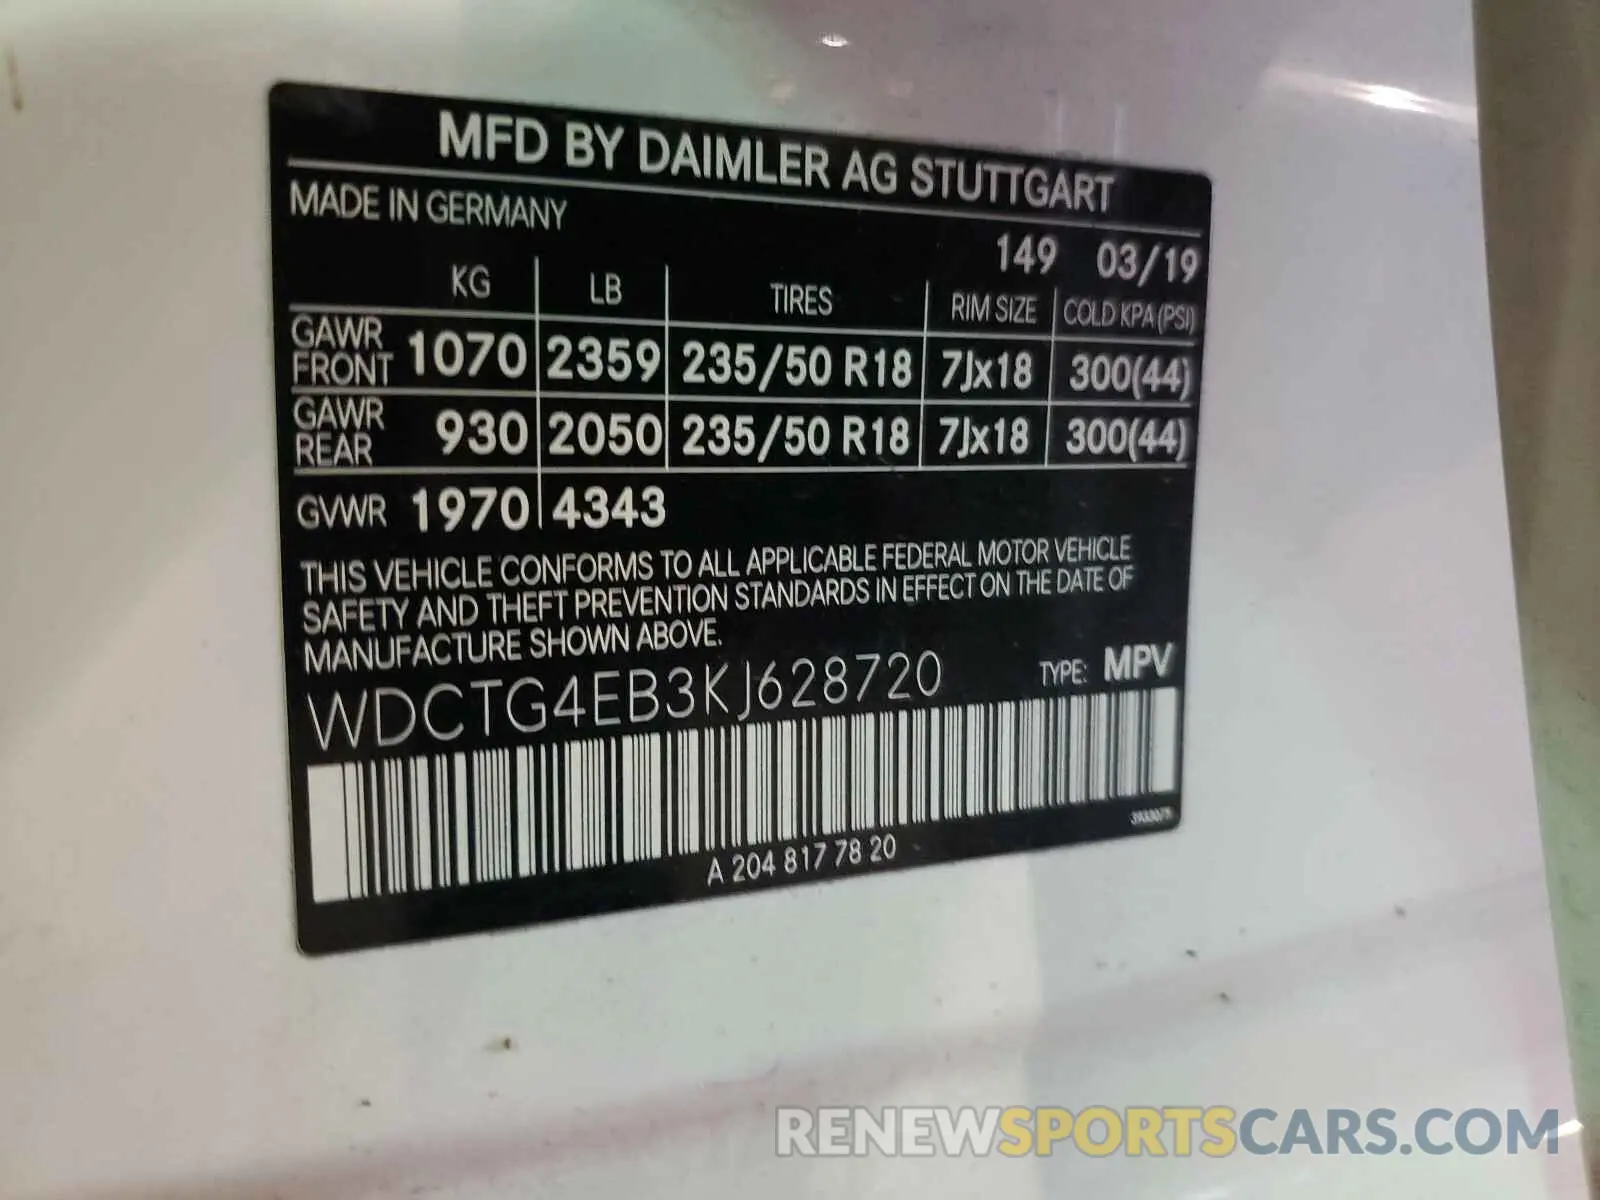 MFD BY DAIMLER AG STUTTGART
MADE IN GERMANY
149 03/19
KG LB TIRES RIM SIZE COLD KPA (PSI)
GAWR FRONT 1070 2359 235/50 R18 7Jx18 300(44)
GAWR REAR 930 2050 235/50 R18 7Jx18 300(44)
GVWR 1970 4343
THIS VEHICLE CONFORMS TO ALL APPLICABLE FEDERAL MOTOR VEHICLE
SAFETY AND THEFT PREVENTION STANDARDS IN EFFECT ON THE DATE OF
MANUFACTURE SHOWN ABOVE.
WDCTG4EB3KJ628720 TYPE: MPV
A 204 817 78 20
RENEWSPORTSCARS.COM